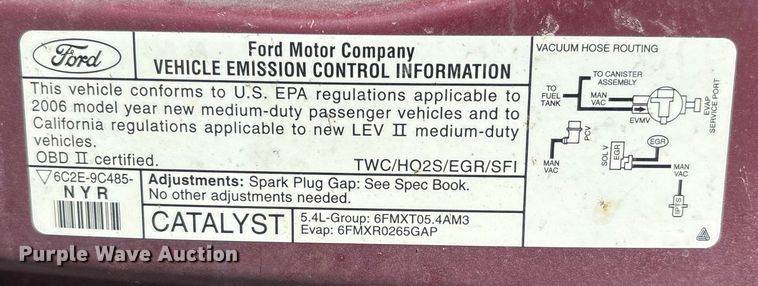 Ford
Ford Motor Company
VEHICLE EMISSION CONTROL INFORMATION
This vehicle conforms to U.S. EPA regulations applicable to
2006 model year new medium-duty passenger vehicles and to
California regulations applicable to new LEV II medium-duty
vehicles.
OBD II certified.
TWC/HO2S/EGR/SFI
6C2E-9C485-
NYR
Adjustments: Spark Plug Gap: See Spec Book.
No other adjustments needed.
CATALYST
5.4L-Group: 6FMXT05.4AM3
Evap: 6FMXR0265GAP
VACUUM HOSE ROUTING
TO CANISTER
ASSEMBLY
TO
FUEL
TANK
MAN
VAC
EVMV
EVAP
SERVICE PORT
PCV
MAN
VAC
SOL V
EGR
EGR
MAN
VAC
IPTS
Purple Wave Auction